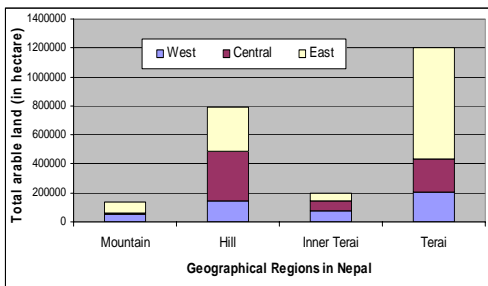 1400000
1200000
1000000
800000
600000
400000
200000
0
Total arable land (in hectare)
West Central East
Mountain Hill Inner Terai Terai
Geographical Regions in Nepal